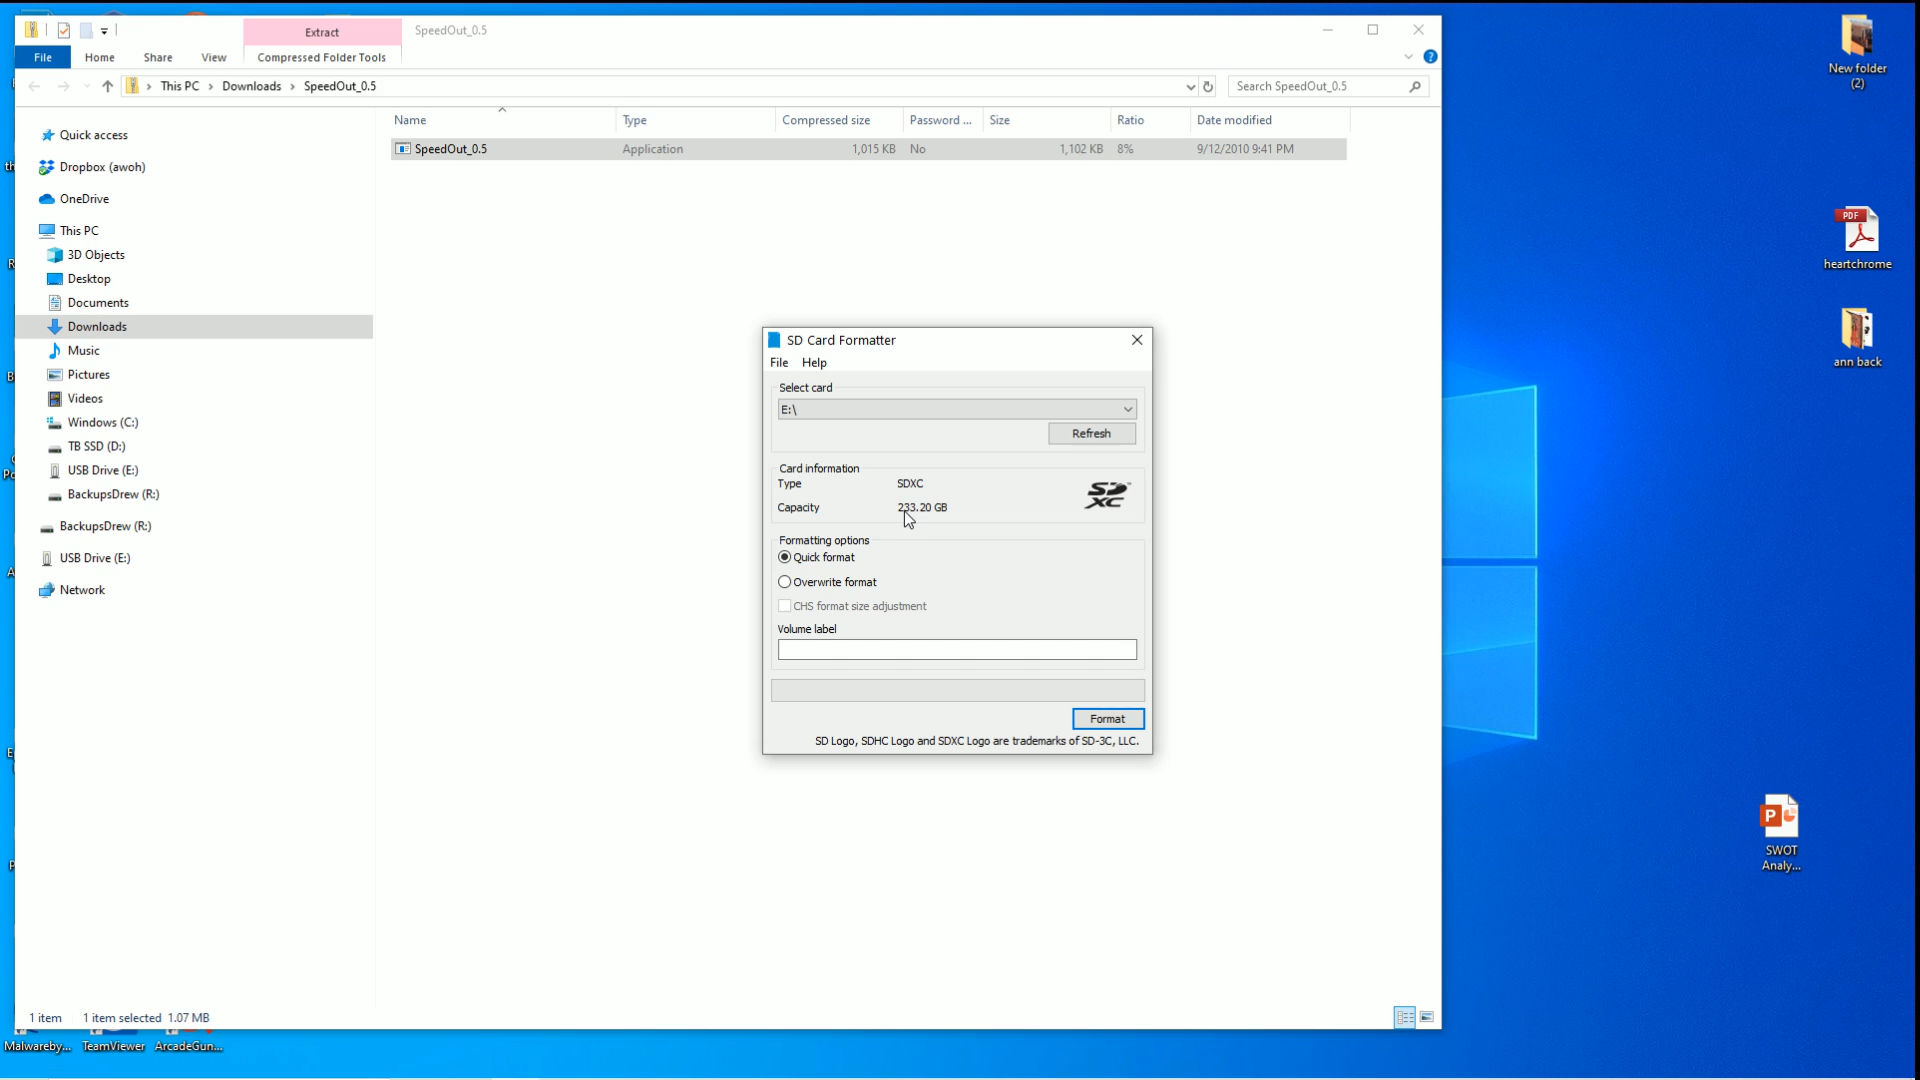 Extract
SpeedOut_0.5
File
Home
Share
View
Compressed Folder Tools
This PC
Downloads
SpeedOut_0.5
Search SpeedOut_0.5
Name
Type
Compressed size
Password ...
Size
Ratio
Date modified
SpeedOut_0.5
Application
1,015 KB
No
1,102 KB
8%
9/12/2010 9:41 PM
Quick access
Dropbox (awoh)
OneDrive
This PC
3D Objects
Desktop
Documents
Downloads
Music
Pictures
Videos
Windows (C:)
TB SSD (D:)
USB Drive (E:)
BackupsDrew (R:)
BackupsDrew (R:)
USB Drive (E:)
Network
SD Card Formatter
File
Help
Select card
E:\
Refresh
Card information
Type
SDXC
SD
XC
Capacity
233.20 GB
Formatting options
Quick format
Overwrite format
CHS format size adjustment
Volume label
Format
SD Logo, SDHC Logo and SDXC Logo are trademarks of SD-3C, LLC.
1 item
1 item selected 1.07 MB
Malwareby...
TeamViewer
ArcadeGun...
New folder
(2)
PDF
heartchrome
ann back
P
SWOT
Analy...